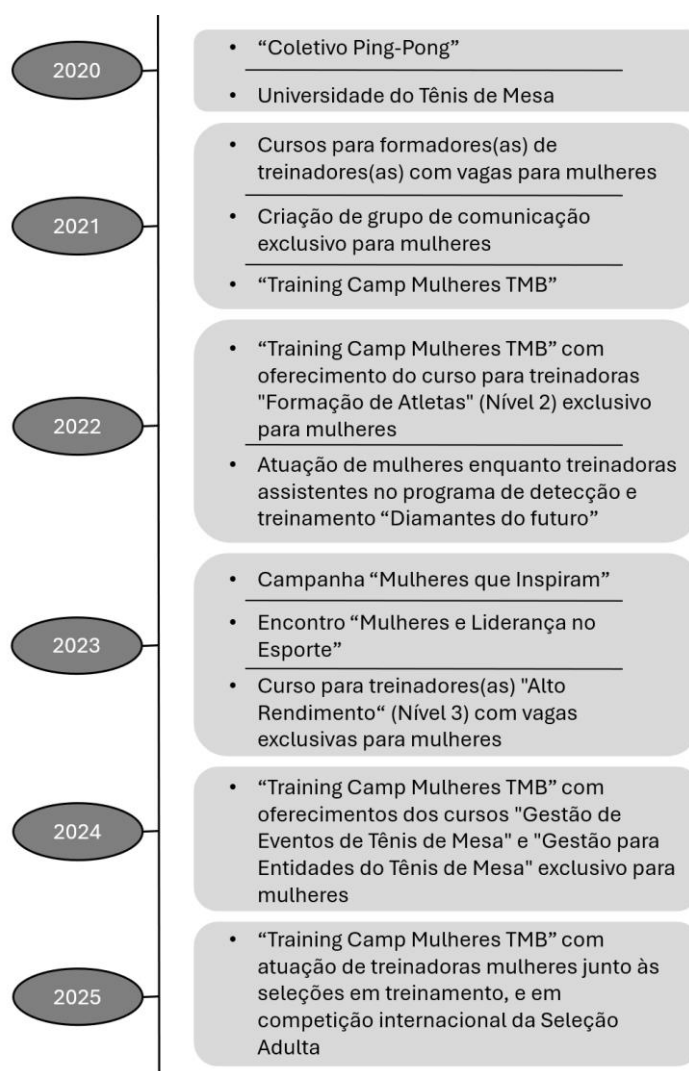 2020
• “Coletivo Ping-Pong”
• Universidade do Tênis de Mesa
2021
• Cursos para formadores(as) de
treinadores(as) com vagas para mulheres
• Criação de grupo de comunicação
exclusivo para mulheres
• “Training Camp Mulheres TMB”
2022
• “Training Camp Mulheres TMB” com
oferecimento do curso para treinadoras
"Formação de Atletas" (Nível 2) exclusivo
para mulheres
• Atuação de mulheres enquanto treinadoras
assistentes no programa de detecção e
treinamento “Diamantes do futuro”
2023
• Campanha “Mulheres que Inspiram”
• Encontro “Mulheres e Liderança no
Esporte”
• Curso para treinadores(as) "Alto
Rendimento“ (Nível 3) com vagas
exclusivas para mulheres
2024
• “Training Camp Mulheres TMB” com
oferecimentos dos cursos "Gestão de
Eventos de Tênis de Mesa" e "Gestão para
Entidades do Tênis de Mesa" exclusivo para
mulheres
2025
• “Training Camp Mulheres TMB” com
atuação de treinadoras mulheres junto às
seleções em treinamento, e em
competição internacional da Seleção
Adulta